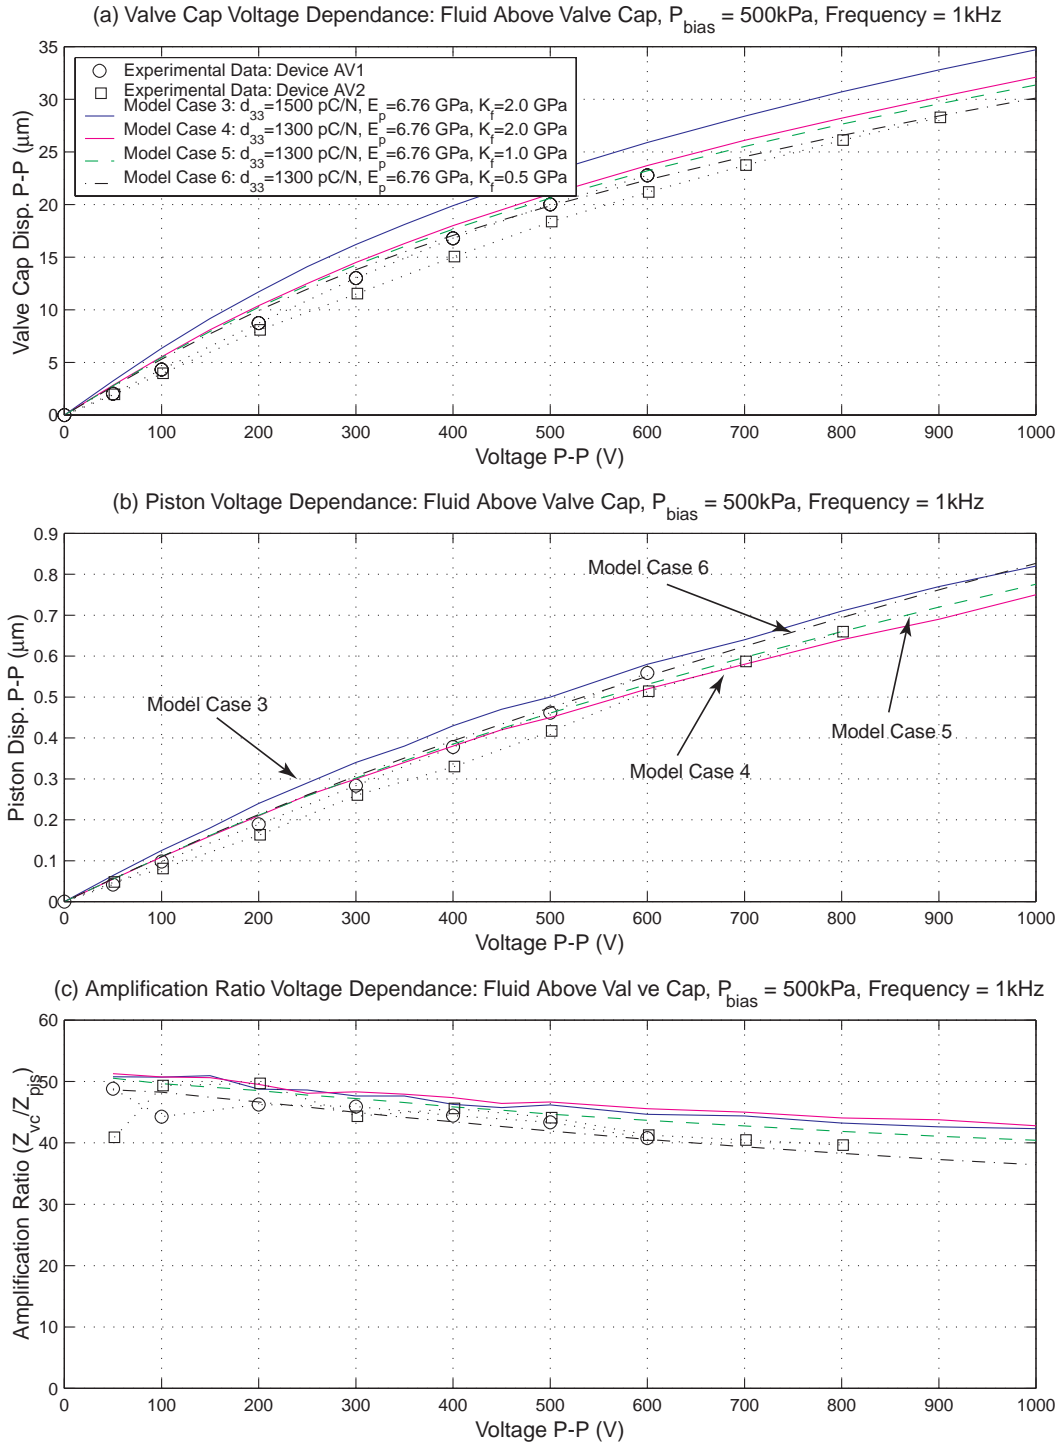 (a) Valve Cap Voltage Dependance: Fluid Above Valve Cap, P_bias = 500kPa, Frequency = 1kHz
Experimental Data: Device AV1
Experimental Data: Device AV2
Model Case 3: d_33=1500 pC/N, E_p=6.76 GPa, K_f=2.0 GPa
Model Case 4: d_33=1300 pC/N, E_p=6.76 GPa, K_f=2.0 GPa
Model Case 5: d_33=1300 pC/N, E_p=6.76 GPa, K_f=1.0 GPa
Model Case 6: d_33=1300 pC/N, E_p=6.76 GPa, K_f=0.5 GPa
Valve Cap Disp. P-P (μm)
35
30
25
20
15
10
5
0
0 100 200 300 400 500 600 700 800 900 1000
Voltage P-P (V)
(b) Piston Voltage Dependance: Fluid Above Valve Cap, P_bias = 500kPa, Frequency = 1kHz
Piston Disp. P-P (μm)
0.9
0.8
0.7
0.6
0.5
0.4
0.3
0.2
0.1
0
Model Case 6
Model Case 3
Model Case 5
Model Case 4
0 100 200 300 400 500 600 700 800 900 1000
Voltage P-P (V)
(c) Amplification Ratio Voltage Dependance: Fluid Above Val ve Cap, P_bias = 500kPa, Frequency = 1kHz
Amplification Ratio (Z_vc/Z_pis)
60
50
40
30
20
10
0
0 100 200 300 400 500 600 700 800 900 1000
Voltage P-P (V)